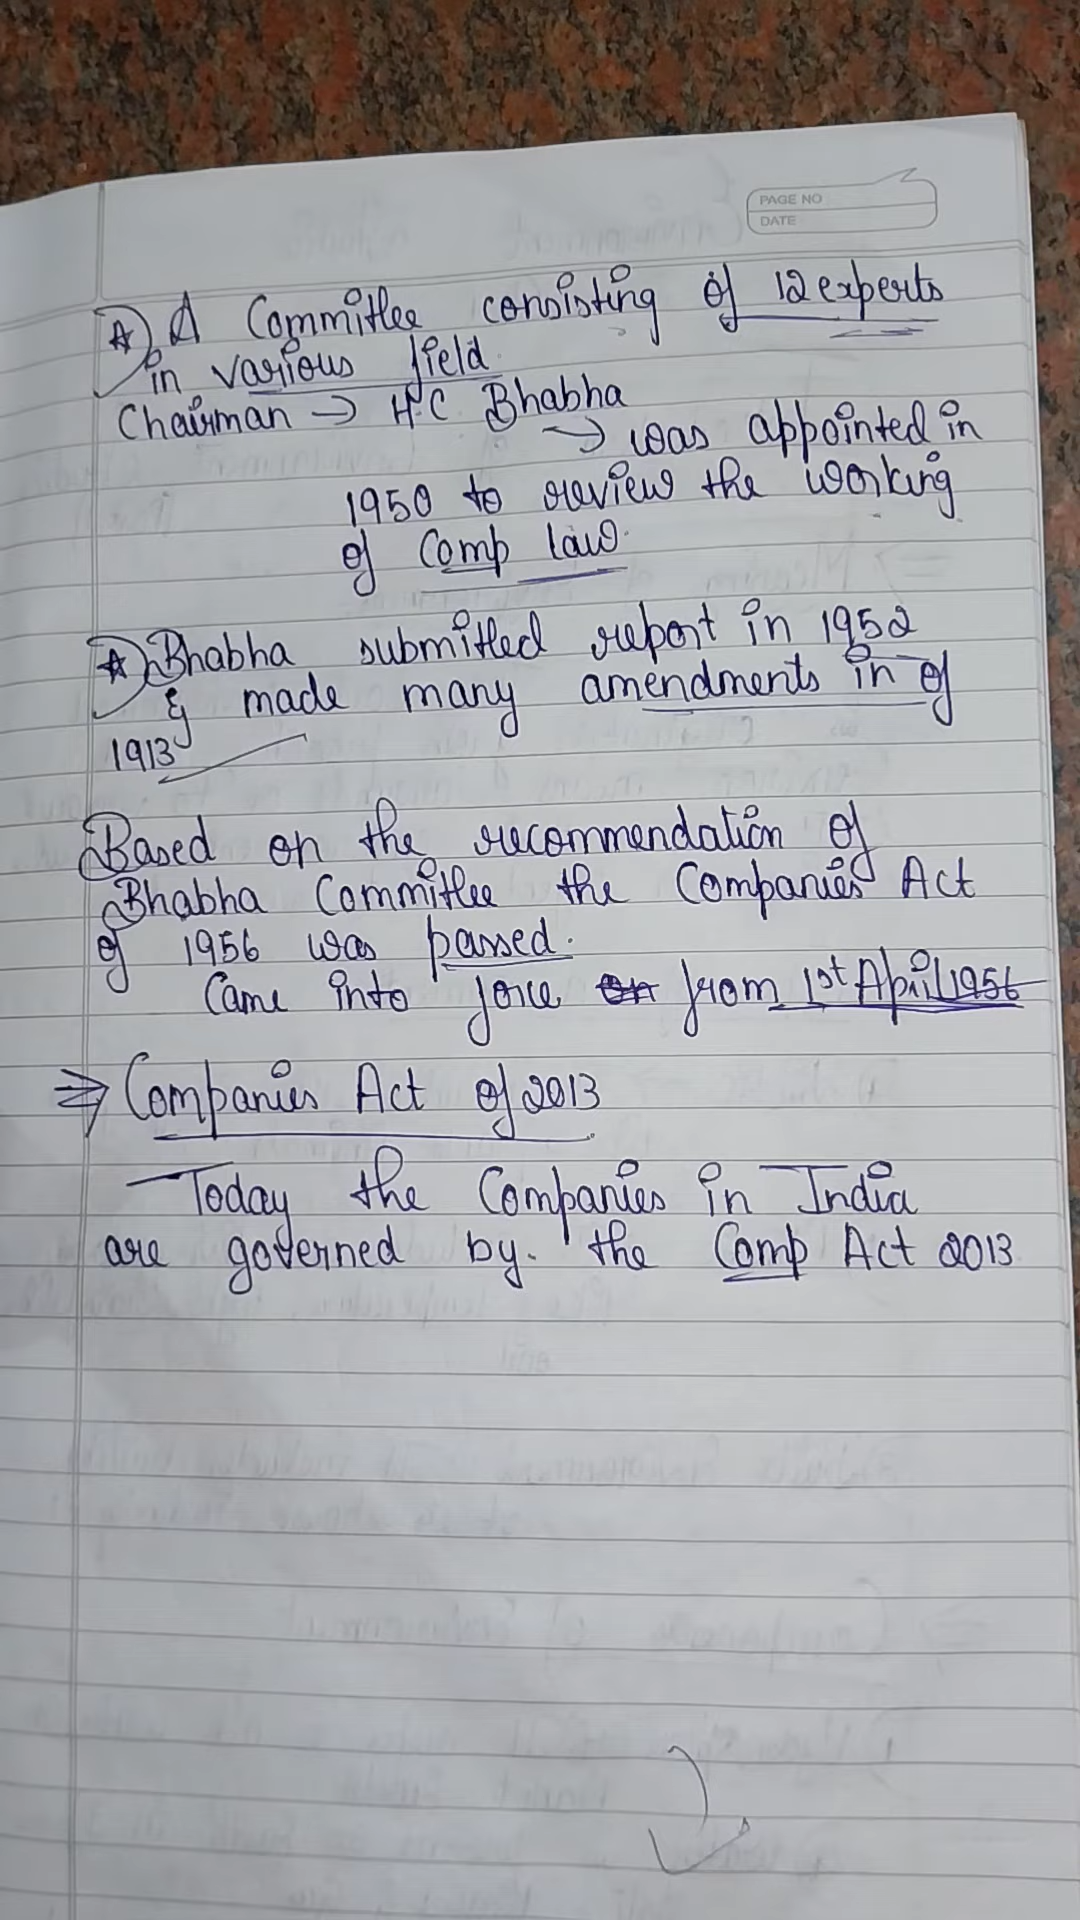 PAGE NO
DATE
A Committee consisting of 12 experts
in various field.
Chairman → H.C Bhabha
→ was appointed in
1950 to review the working
of Comp law.
Bhabha submitted report in 1952
& made many amendments in of
1913
Based on the recommendation of
Bhabha Committee the Companies Act
of 1956 was passed.
Came into force on from 1st April 1956
⇒ Companies Act of 2013
Today the Companies in India
are governed by. the Comp Act 2013